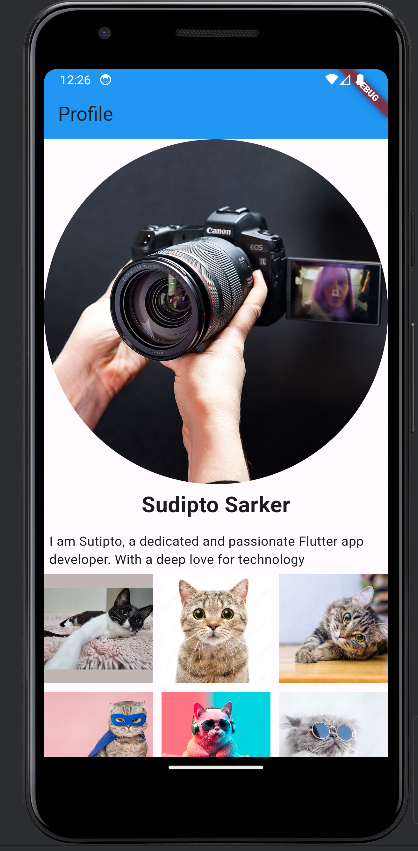 12:26
DEBUG
Profile
Canon
EOS
R
Sudipto Sarker
I am Sutipto, a dedicated and passionate Flutter app
developer. With a deep love for technology